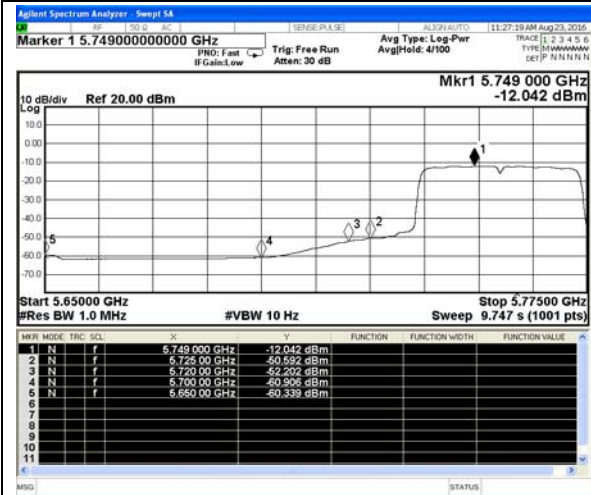 Agilent Spectrum Analyzer - Swept SA
RF 50 Ω AC SENSE:PULSE ALIGN AUTO 11:27:19 AM Aug 23, 2016
Marker 1 5.749000000000 GHz
PNO: Fast
IFGain:Low
Trig: Free Run
Atten: 30 dB
Avg Type: Log-Pwr
Avg|Hold: 4/100
TRACE 1 2 3 4 5 6
TYPE MWWWWW
DET P N N N N N
Mkr1 5.749 000 GHz
-12.042 dBm
10 dB/div Ref 20.00 dBm
Log
10.0
0.00
-10.0
-20.0
-30.0
-40.0
-50.0
-60.0
-70.0
1
2
3
4
5
Start 5.65000 GHz
Stop 5.77500 GHz
#Res BW 1.0 MHz #VBW 10 Hz Sweep 9.747 s (1001 pts)
MKR MODE TRC SCL X Y FUNCTION FUNCTION WIDTH FUNCTION VALUE
1 N f 5.749 000 GHz -12.042 dBm
2 N f 5.725 00 GHz -50.592 dBm
3 N f 5.720 00 GHz -52.202 dBm
4 N f 5.700 00 GHz -60.906 dBm
5 N f 5.650 00 GHz -60.339 dBm
6
7
8
9
10
11
MSG STATUS